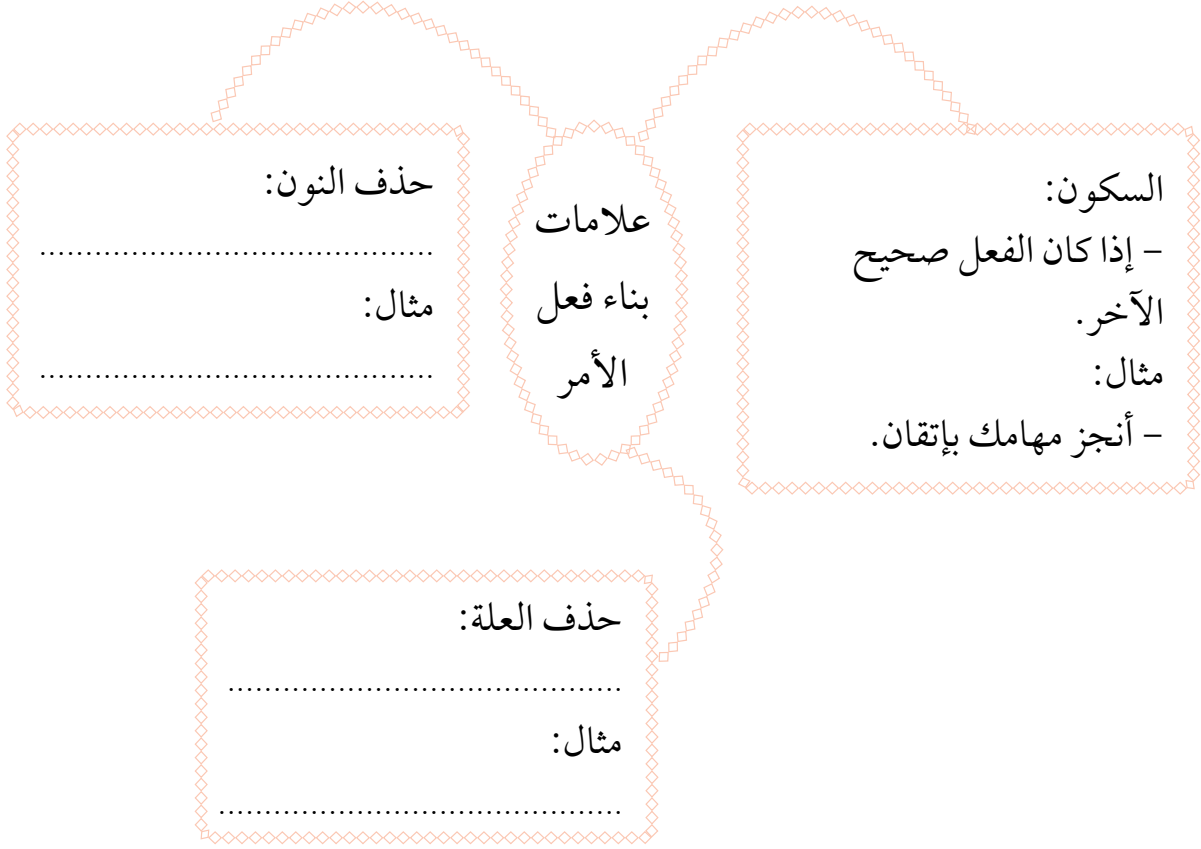 علامات
بناء فعل
الأمر
السكون:
– إذا كان الفعل صحيح
الآخر.
مثال:
– أنجز مهامك بإتقان.
حذف النون:
...........................................
مثال:
...........................................
حذف العلة:
...........................................
مثال:
............................................